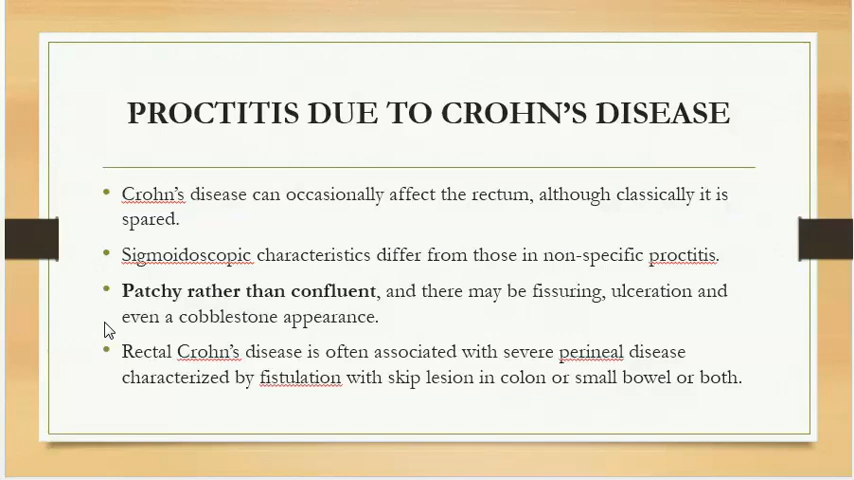 PROCTITIS DUE TO CROHN'S DISEASE
• Crohn's disease can occasionally affect the rectum, although classically it is
spared.
• Sigmoidoscopic characteristics differ from those in non-specific proctitis.
• Patchy rather than confluent, and there may be fissuring, ulceration and
even a cobblestone appearance.
• Rectal Crohn's disease is often associated with severe perineal disease
characterized by fistulation with skip lesion in colon or small bowel or both.